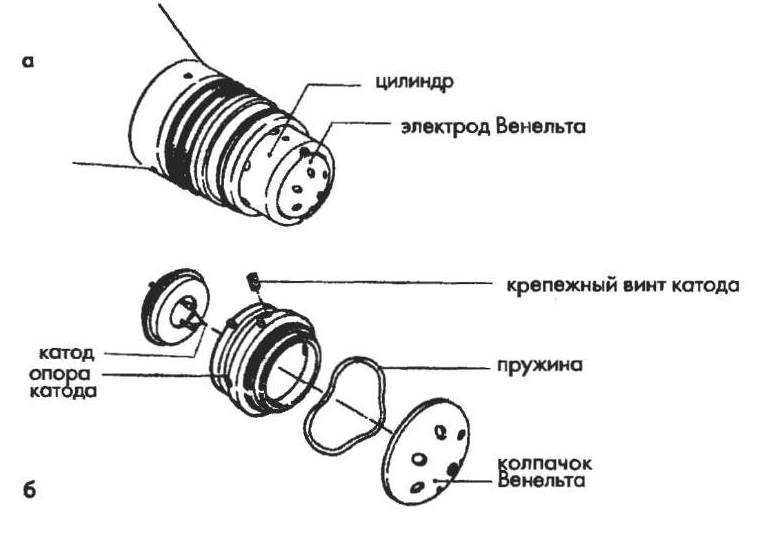 а
цилиндр
электрод Венельта
крепежный винт катода
катод
опора
катода
пружина
колпачок
Венельта
б